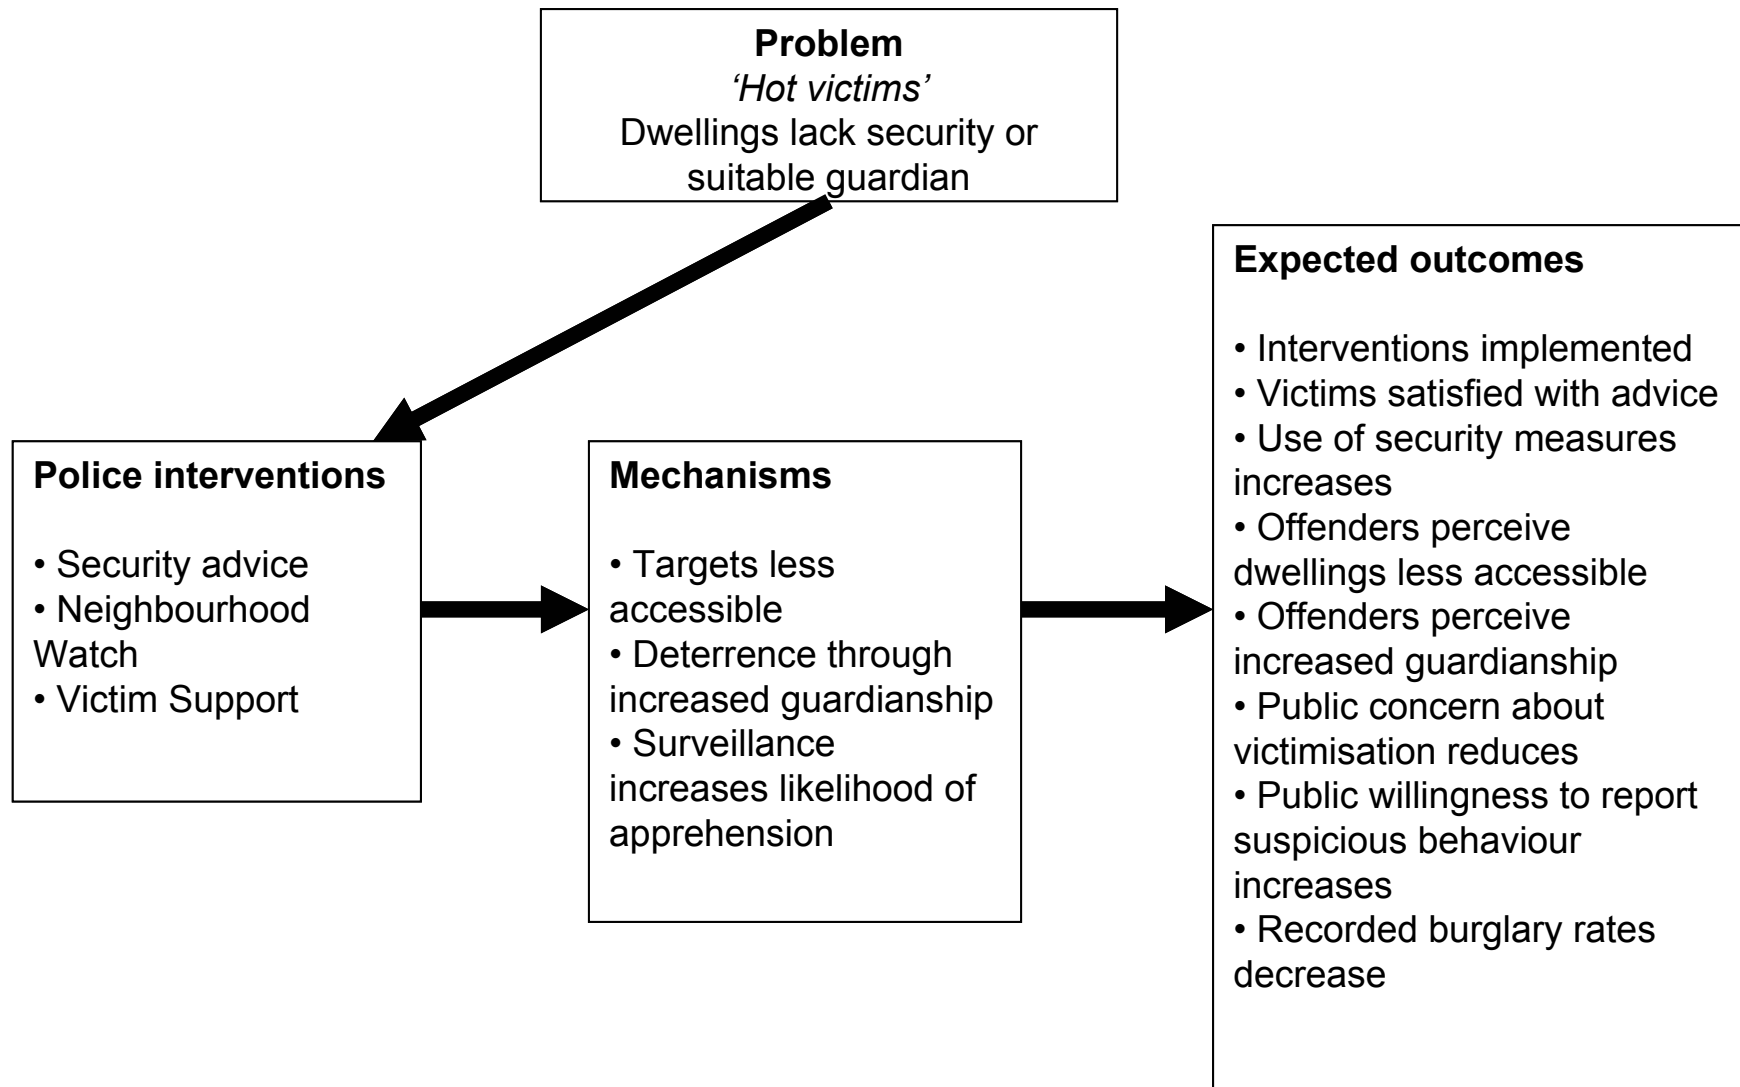 Problem
‘Hot victims’
Dwellings lack security or
suitable guardian
Police interventions
• Security advice
• Neighbourhood
Watch
• Victim Support
Mechanisms
• Targets less
accessible
• Deterrence through
increased guardianship
• Surveillance
increases likelihood of
apprehension
Expected outcomes
• Interventions implemented
• Victims satisfied with advice
• Use of security measures
increases
• Offenders perceive
dwellings less accessible
• Offenders perceive
increased guardianship
• Public concern about
victimisation reduces
• Public willingness to report
suspicious behaviour
increases
• Recorded burglary rates
decrease